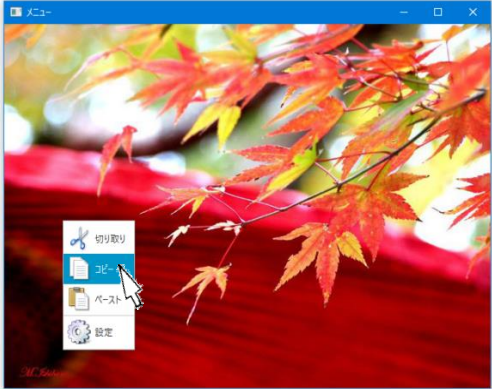 メニュー
切り取り
コピー
ペースト
設定